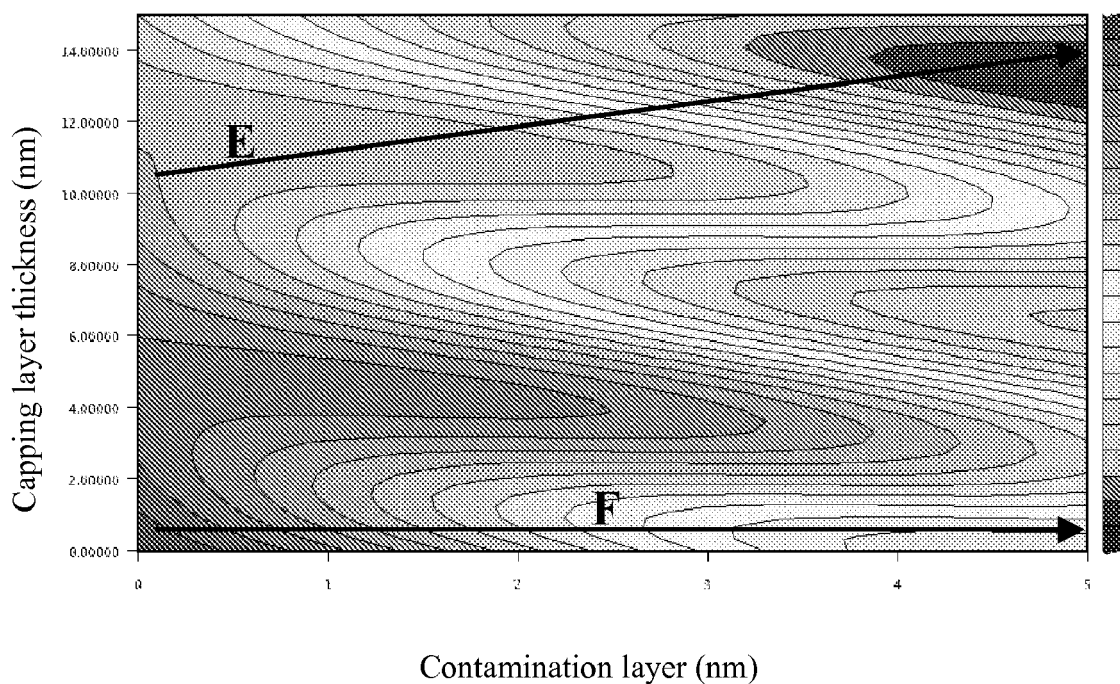 Capping layer thickness (nm)
14.00000
12.00000
10.00000
8.00000
6.00000
4.00000
2.00000
0.00000
E
F
0 1 2 3 4 5
Contamination layer (nm)